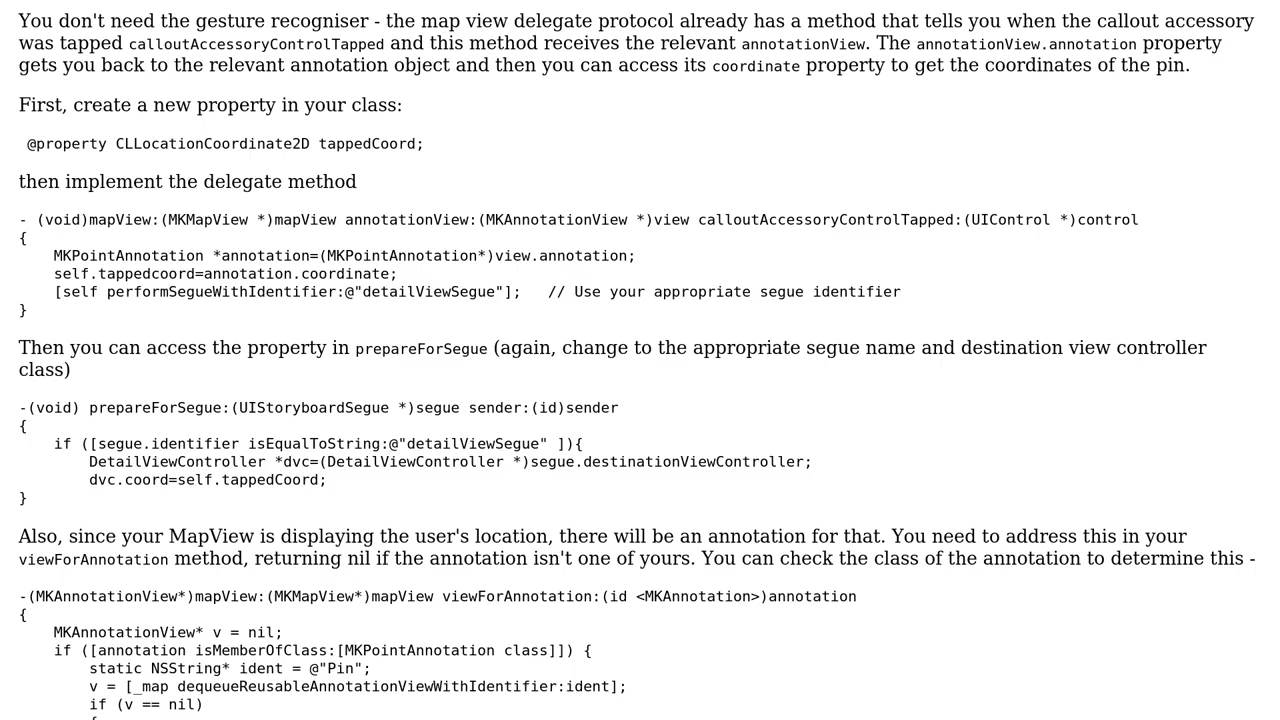 You don't need the gesture recogniser - the map view delegate protocol already has a method that tells you when the callout accessory
was tapped calloutAccessoryControlTapped and this method receives the relevant annotationView. The annotationView.annotation property
gets you back to the relevant annotation object and then you can access its coordinate property to get the coordinates of the pin.
First, create a new property in your class:
@property CLLocationCoordinate2D tappedCoord;
then implement the delegate method
- (void)mapView:(MKMapView *)mapView annotationView:(MKAnnotationView *)view calloutAccessoryControlTapped:(UIControl *)control
{
    MKPointAnnotation *annotation=(MKPointAnnotation*)view.annotation;
    self.tappedcoord=annotation.coordinate;
    [self performSegueWithIdentifier:@"detailViewSegue"];   // Use your appropriate segue identifier
}
Then you can access the property in prepareForSegue (again, change to the appropriate segue name and destination view controller
class)
-(void) prepareForSegue:(UIStoryboardSegue *)segue sender:(id)sender
{
    if ([segue.identifier isEqualToString:@"detailViewSegue" ]){
        DetailViewController *dvc=(DetailViewController *)segue.destinationViewController;
        dvc.coord=self.tappedCoord;
}
Also, since your MapView is displaying the user's location, there will be an annotation for that. You need to address this in your
viewForAnnotation method, returning nil if the annotation isn't one of yours. You can check the class of the annotation to determine this -
-(MKAnnotationView*)mapView:(MKMapView*)mapView viewForAnnotation:(id <MKAnnotation>)annotation
{
    MKAnnotationView* v = nil;
    if ([annotation isMemberOfClass:[MKPointAnnotation class]]) {
        static NSString* ident = @"Pin";
        v = [_map dequeueReusableAnnotationViewWithIdentifier:ident];
        if (v == nil)
        {